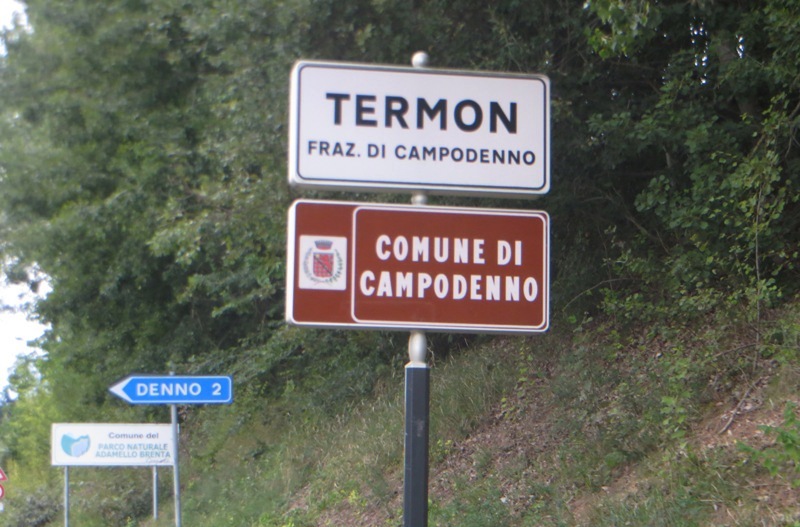 TERMON
FRAZ. DI CAMPODENNO
COMUNE DI
CAMPODENNO
DENNO 2
Comune del
PARCO NATURALE
ADAMELLO BRENTA